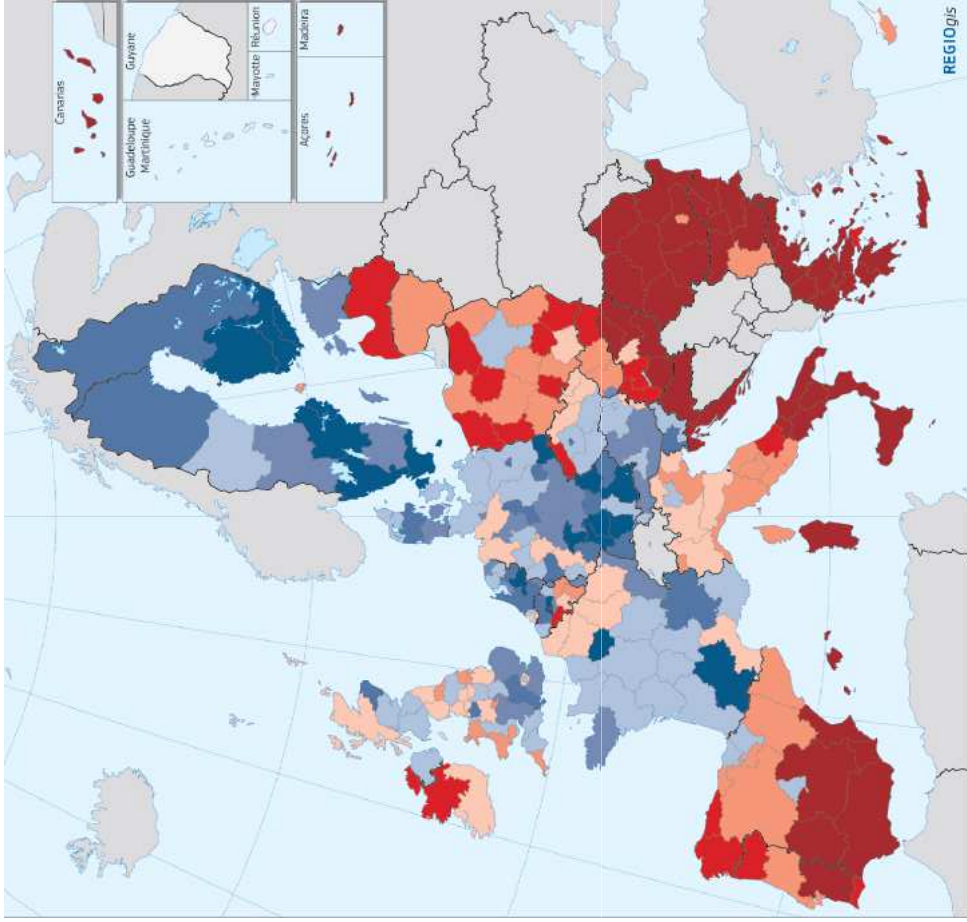 Canarias
Guadeloupe
Martinique
Guyane
Mayotte
Réunion
Açores
Madeira
REGIOgis